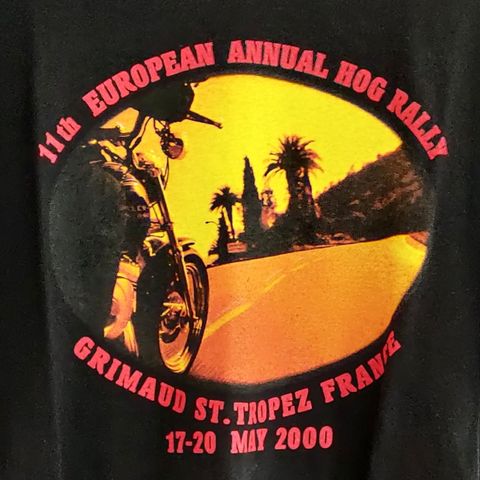 11th EUROPEAN ANNUAL HOG RALLY
GRIMAUD ST. TROPEZ FRANCE
17-20 MAY 2000